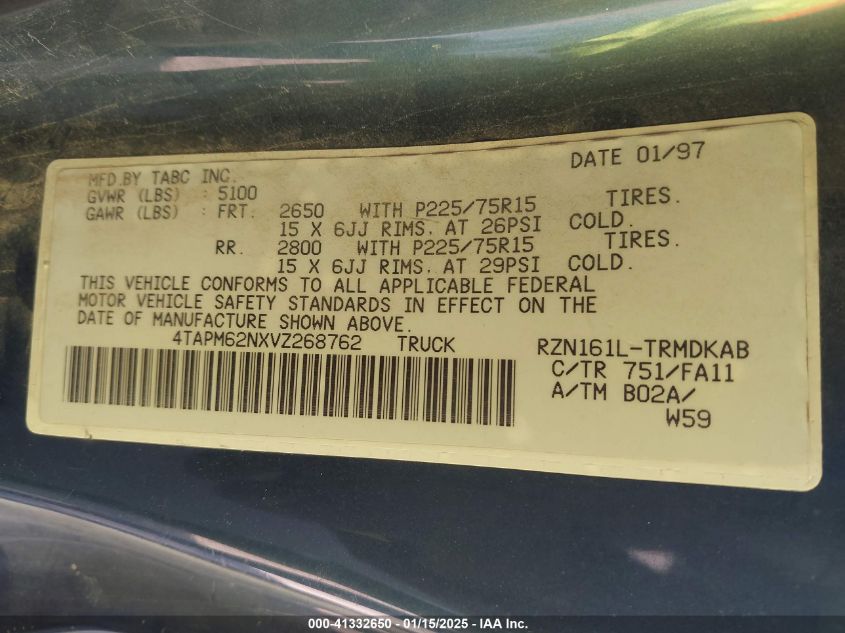 DATE 01/97
MFD.BY TABC INC.
GVWR (LBS) : 5100
GAWR (LBS) : FRT. 2650 WITH P225/75R15 TIRES.
15 X 6JJ RIMS. AT 26PSI COLD.
RR. 2800 WITH P225/75R15 TIRES.
15 X 6JJ RIMS. AT 29PSI COLD.
THIS VEHICLE CONFORMS TO ALL APPLICABLE FEDERAL
MOTOR VEHICLE SAFETY STANDARDS IN EFFECT ON THE
DATE OF MANUFACTURE SHOWN ABOVE.
4TAPM62NXVZ268762 TRUCK RZN161L-TRMDKAB
C/TR 751/FA11
A/TM B02A/
W59
000-41332650 - 01/15/2025 - IAA Inc.